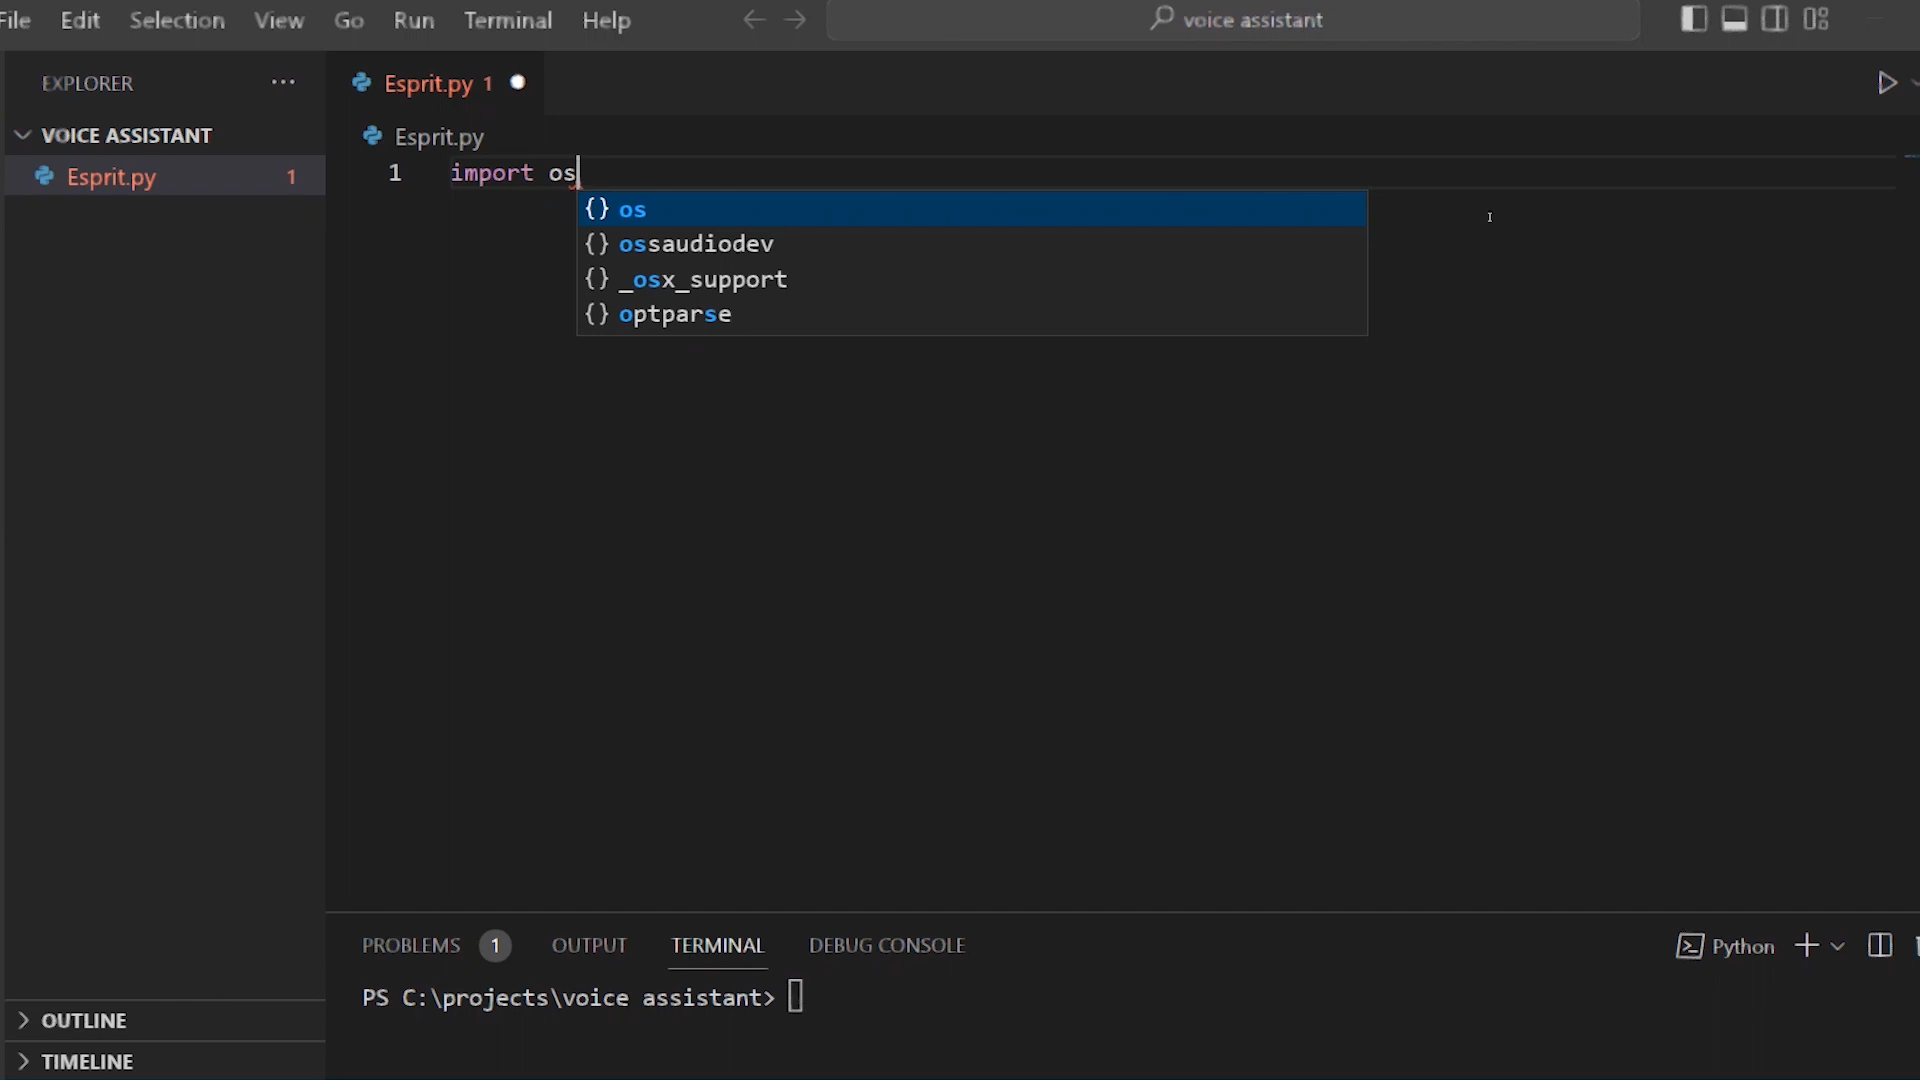 File Edit Selection View Go Run Terminal Help voice assistant
EXPLORER ...
VOICE ASSISTANT
Esprit.py 1
Esprit.py 1
Esprit.py
1 import os
{} os
{} ossaudiodev
{} _osx_support
{} optparse
PROBLEMS 1 OUTPUT TERMINAL DEBUG CONSOLE
Python
PS C:\projects\voice assistant>
OUTLINE
TIMELINE